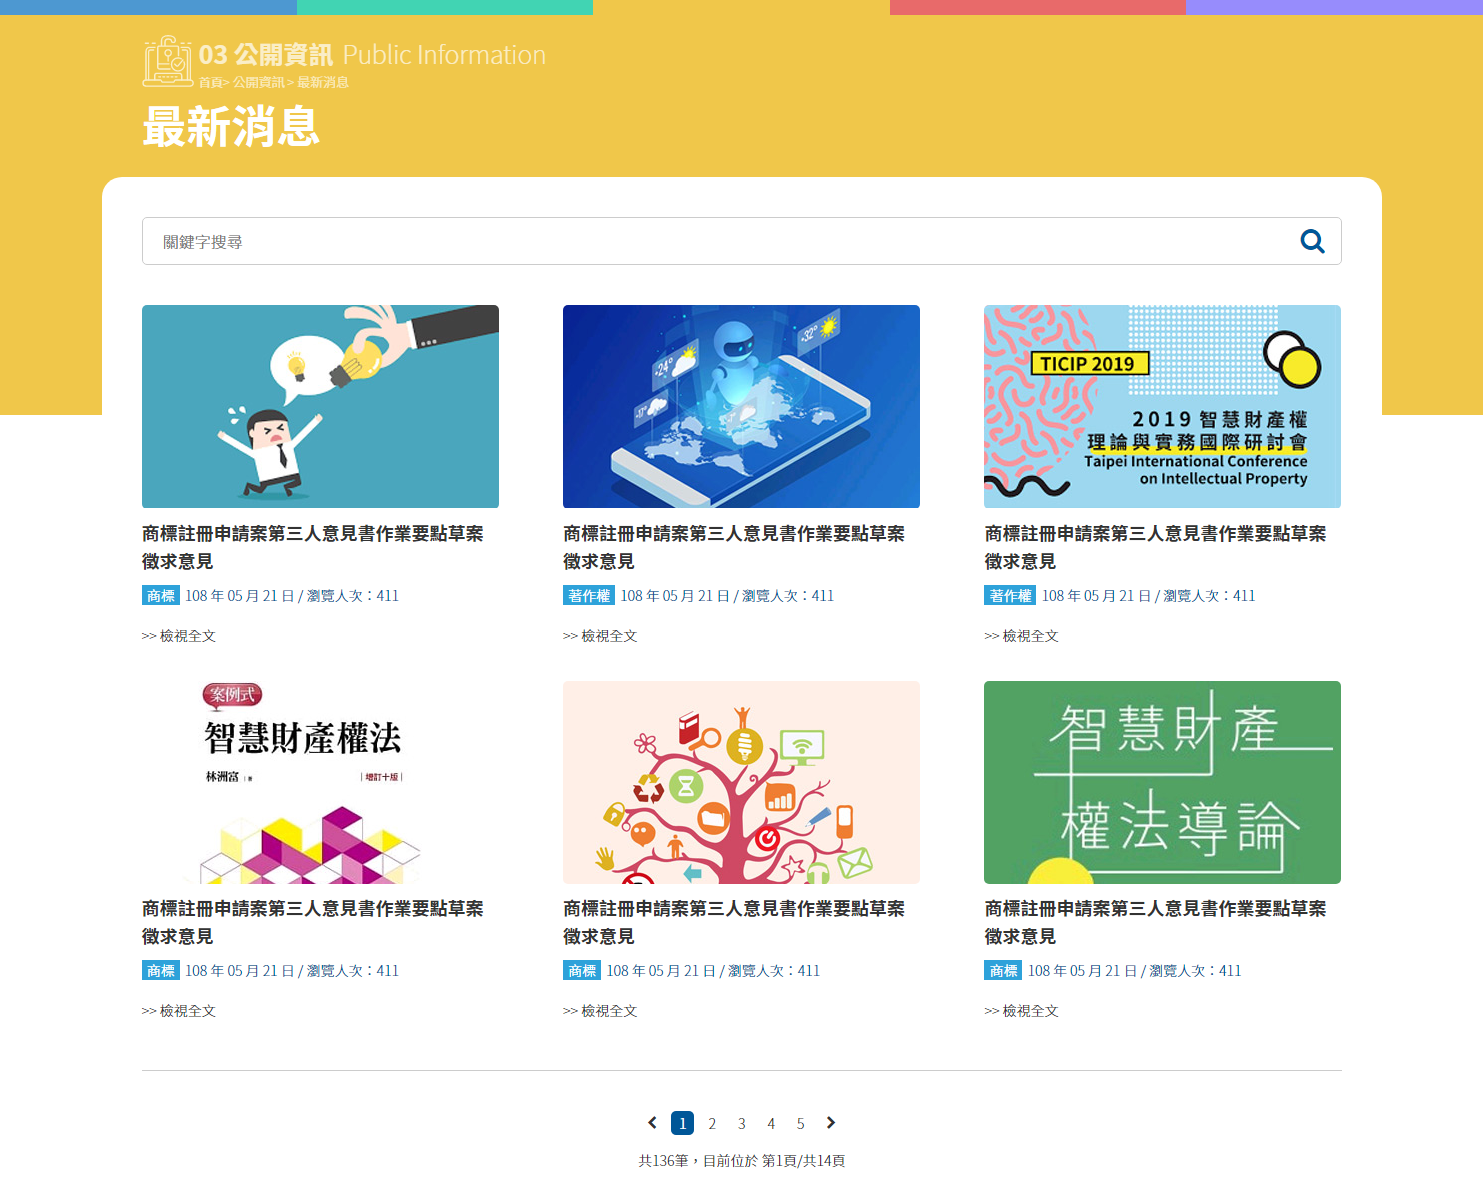 03 公開資訊 Public Information
首頁> 公開資訊 > 最新消息
最新消息
關鍵字搜尋
-24°
-32°
-17°
TICIP 2019
2019 智慧財產權
理論與實務國際研討會
Taipei International Conference
on Intellectual Property
商標註冊申請案第三人意見書作業要點草案
徵求意見
商標 108 年 05 月 21 日 / 瀏覽人次：411
>> 檢視全文
商標註冊申請案第三人意見書作業要點草案
徵求意見
著作權 108 年 05 月 21 日 / 瀏覽人次：411
>> 檢視全文
商標註冊申請案第三人意見書作業要點草案
徵求意見
著作權 108 年 05 月 21 日 / 瀏覽人次：411
>> 檢視全文
案例式
智慧財產權法
林洲富 | 著 | 增訂十版 |
智慧財產
權法導論
商標註冊申請案第三人意見書作業要點草案
徵求意見
商標 108 年 05 月 21 日 / 瀏覽人次：411
>> 檢視全文
商標註冊申請案第三人意見書作業要點草案
徵求意見
商標 108 年 05 月 21 日 / 瀏覽人次：411
>> 檢視全文
商標註冊申請案第三人意見書作業要點草案
徵求意見
商標 108 年 05 月 21 日 / 瀏覽人次：411
>> 檢視全文
1 2 3 4 5
共136筆，目前位於 第1頁/共14頁